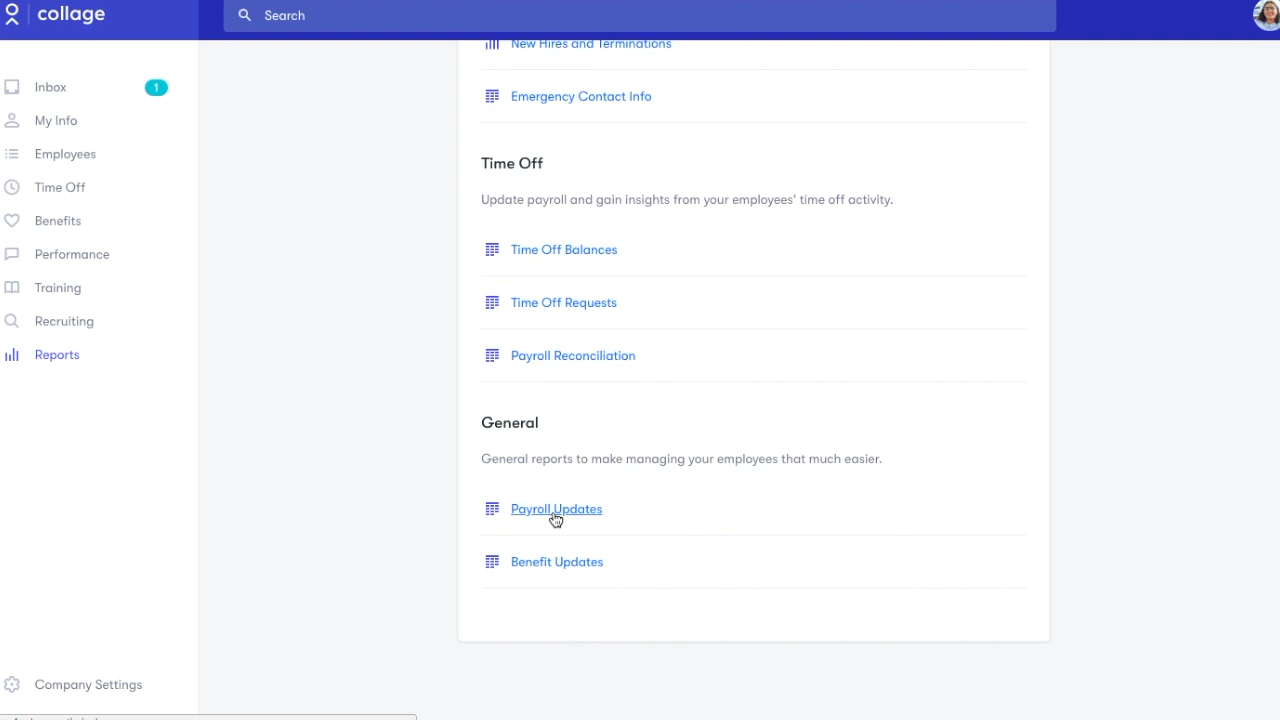 collage
Search
Inbox
1
My Info
Employees
Time Off
Benefits
Performance
Training
Recruiting
Reports
Company Settings
New Hires and Terminations
Emergency Contact Info
Time Off
Update payroll and gain insights from your employees' time off activity.
Time Off Balances
Time Off Requests
Payroll Reconciliation
General
General reports to make managing your employees that much easier.
Payroll Updates
Benefit Updates